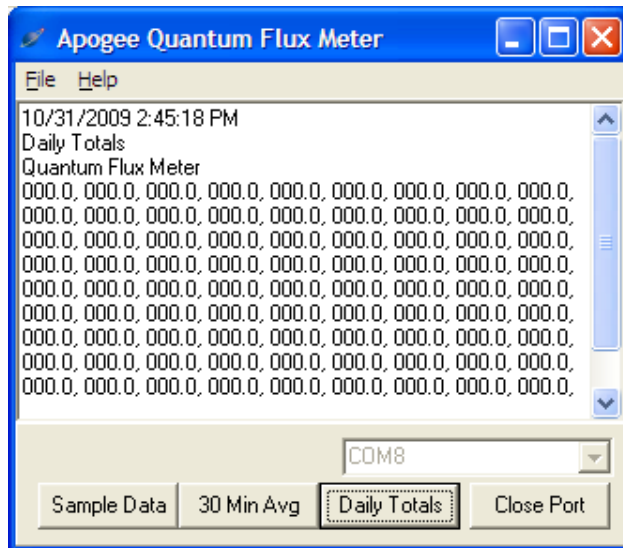 Apogee Quantum Flux Meter
File Help
10/31/2009 2:45:18 PM
Daily Totals
Quantum Flux Meter
000.0, 000.0, 000.0, 000.0, 000.0, 000.0, 000.0, 000.0, 000.0,
000.0, 000.0, 000.0, 000.0, 000.0, 000.0, 000.0, 000.0, 000.0,
000.0, 000.0, 000.0, 000.0, 000.0, 000.0, 000.0, 000.0, 000.0,
000.0, 000.0, 000.0, 000.0, 000.0, 000.0, 000.0, 000.0, 000.0,
000.0, 000.0, 000.0, 000.0, 000.0, 000.0, 000.0, 000.0, 000.0,
000.0, 000.0, 000.0, 000.0, 000.0, 000.0, 000.0, 000.0, 000.0,
000.0, 000.0, 000.0, 000.0, 000.0, 000.0, 000.0, 000.0, 000.0,
000.0, 000.0, 000.0, 000.0, 000.0, 000.0, 000.0, 000.0, 000.0,
000.0, 000.0, 000.0, 000.0, 000.0, 000.0, 000.0, 000.0, 000.0,
COM8
Sample Data 30 Min Avg Daily Totals Close Port